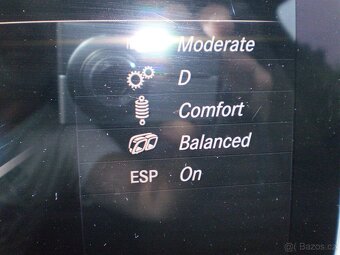 Moderate
D
Comfort
Balanced
ESP On
Bazos.cz